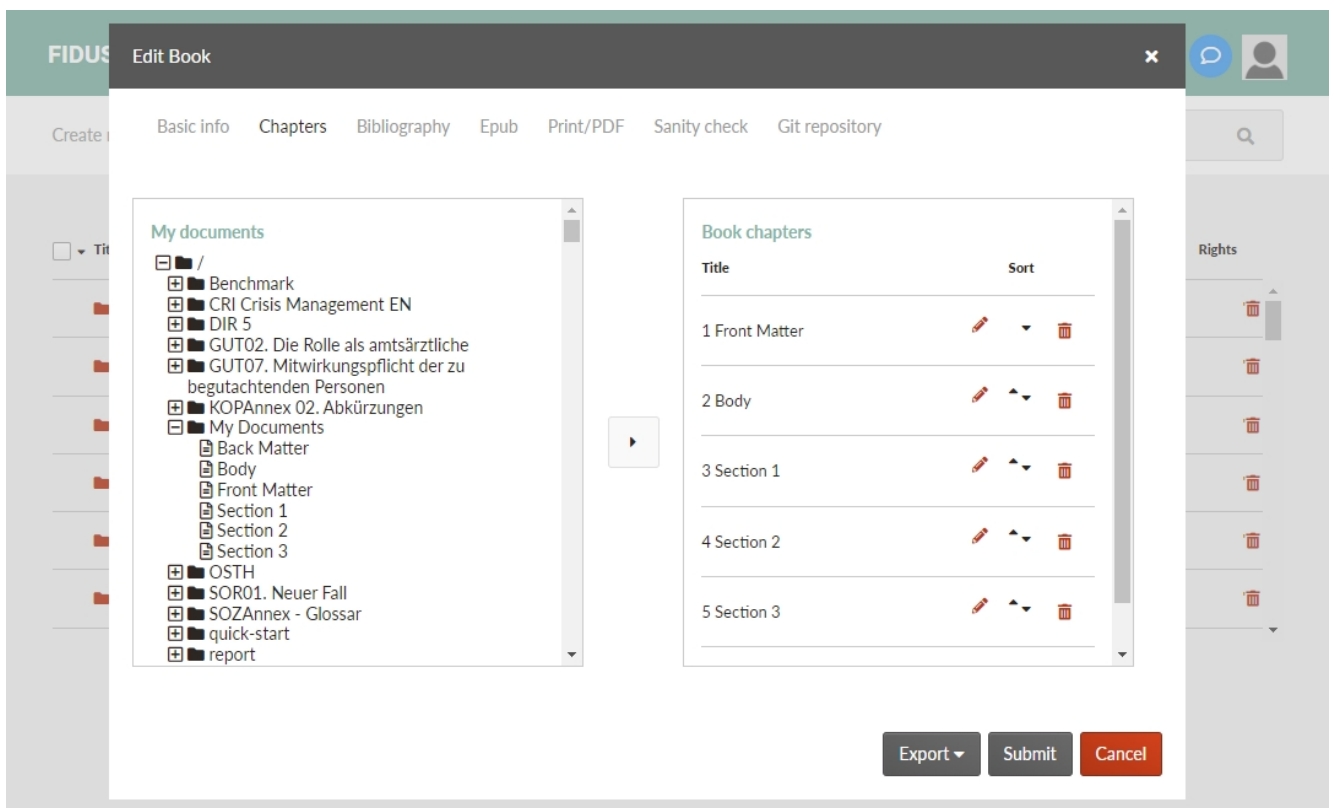 FIDUS
Edit Book
Basic info Chapters Bibliography Epub Print/PDF Sanity check Git repository
Create
My documents
/
Benchmark
CRI Crisis Management EN
DIR 5
GUT02. Die Rolle als amtsärztliche
GUT07. Mitwirkungspflicht der zu
begutachtenden Personen
KOPAnnex 02. Abkürzungen
My Documents
Back Matter
Body
Front Matter
Section 1
Section 2
Section 3
OSTH
SOR01. Neuer Fall
SOZAnnex - Glossar
quick-start
report
Book chapters
Title Sort
1 Front Matter
2 Body
3 Section 1
4 Section 2
5 Section 3
Rights
Export Submit Cancel